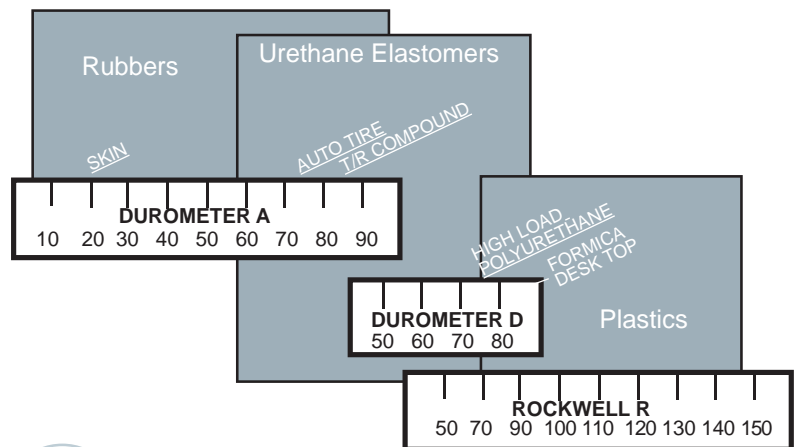 Rubbers
Urethane Elastomers
SKIN
AUTO TIRE
T/R COMPOUND
DUROMETER A
10 20 30 40 50 60 70 80 90
HIGH LOAD
POLYURETHANE
FORMICA
DESK TOP
DUROMETER D
50 60 70 80
Plastics
ROCKWELL R
50 70 90 100 110 120 130 140 150